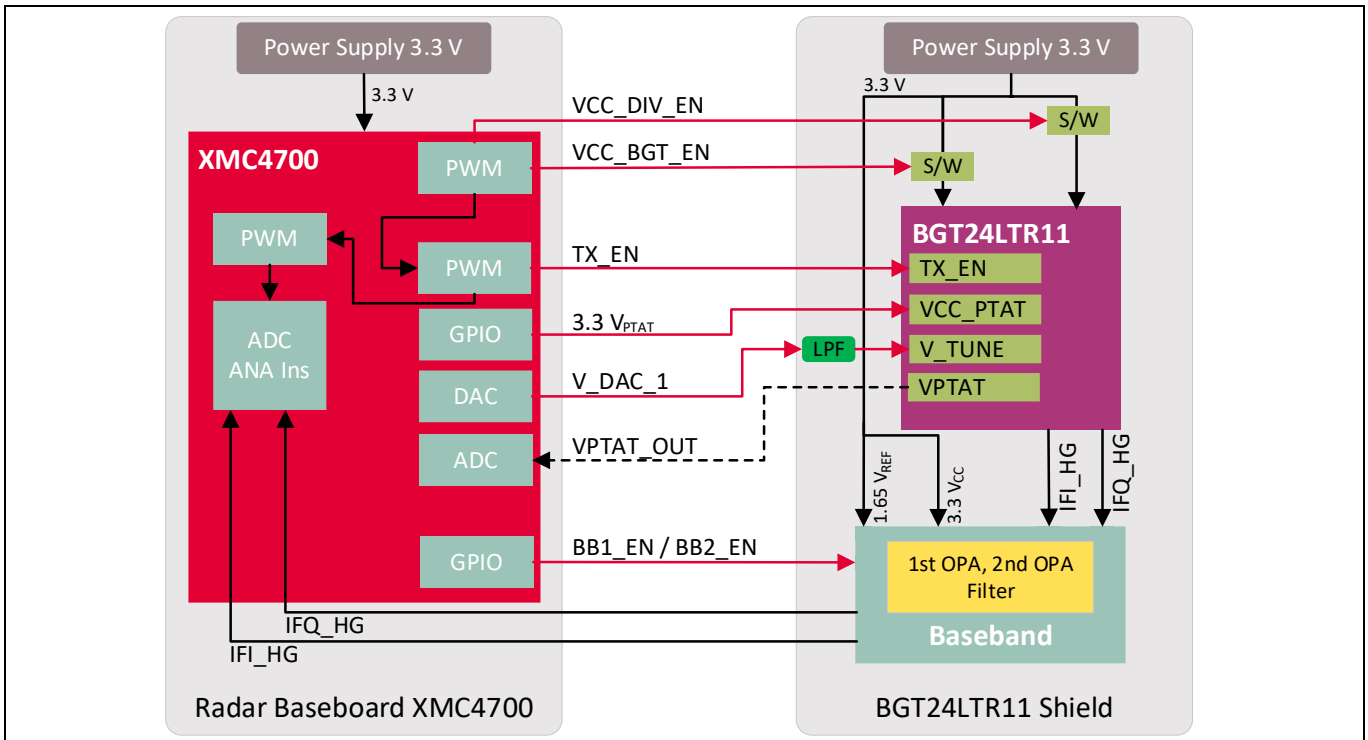 Power Supply 3.3 V
3.3 V
XMC4700
PWM
PWM
PWM
ADC
ANA Ins
GPIO
DAC
ADC
GPIO
IFQ_HG
IFI_HG
Radar Baseboard XMC4700
VCC_DIV_EN
VCC_BGT_EN
TX_EN
3.3 VPTAT
V_DAC_1
LPF
VPTAT_OUT
BB1_EN / BB2_EN
Power Supply 3.3 V
3.3 V
S/W
S/W
BGT24LTR11
TX_EN
VCC_PTAT
V_TUNE
VPTAT
1.65 VREF
3.3 VCC
IFI_HG
IFQ_HG
1st OPA, 2nd OPA
Filter
Baseband
BGT24LTR11 Shield